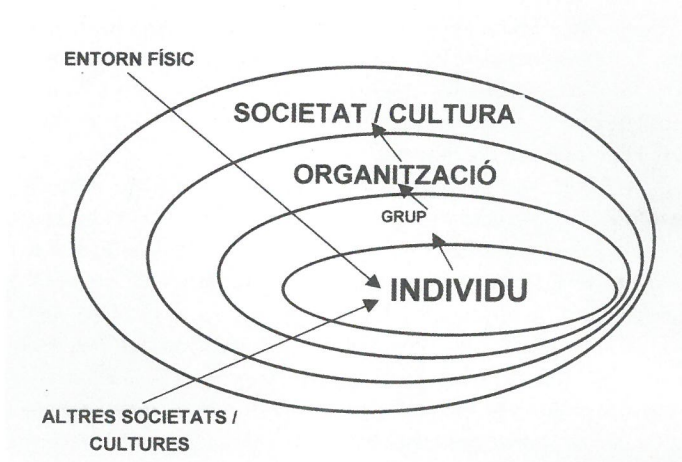 ENTORN FÍSIC
SOCIETAT / CULTURA
ORGANITZACIÓ
GRUP
INDIVIDU
ALTRES SOCIETATS /
CULTURES